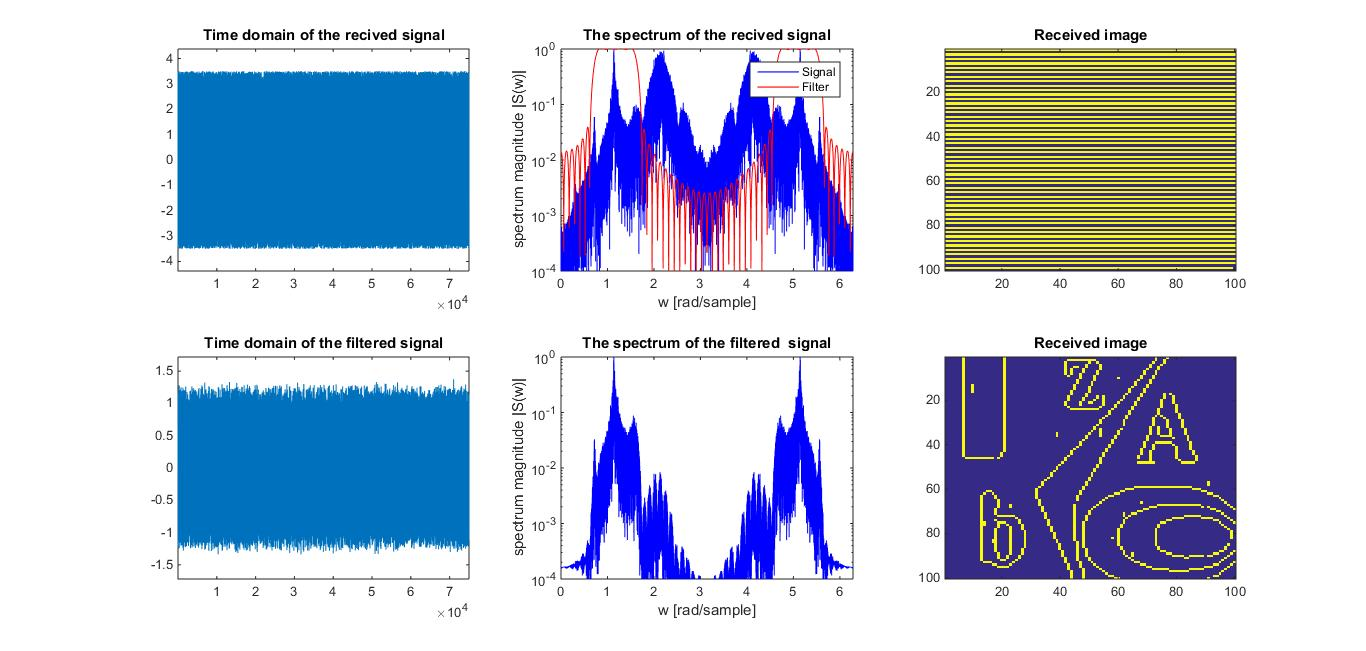 Time domain of the recived signal
4
3
2
1
0
-1
-2
-3
-4
1 2 3 4 5 6 7
×10^4
The spectrum of the recived signal
spectrum magnitude |S(w)|
10^0
10^-1
10^-2
10^-3
10^-4
Signal
Filter
0 1 2 3 4 5 6
w [rad/sample]
Received image
20
40
60
80
100
20 40 60 80 100
Time domain of the filtered signal
1.5
1
0.5
0
-0.5
-1
-1.5
1 2 3 4 5 6 7
×10^4
The spectrum of the filtered  signal
spectrum magnitude |S(w)|
10^0
10^-1
10^-2
10^-3
10^-4
0 1 2 3 4 5 6
w [rad/sample]
Received image
20
40
60
80
100
20 40 60 80 100
z
A
6